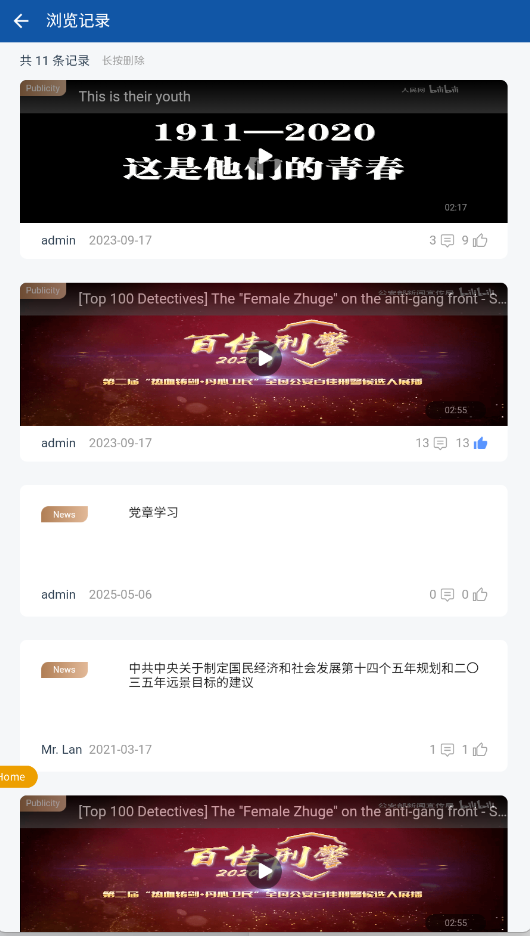 浏览记录
共 11 条记录 长按删除
Publicity
This is their youth
1911—2020
这是他们的青春
02:17
admin 2023-09-17 3 9
Publicity
[Top 100 Detectives] The "Female Zhuge" on the anti-gang front - S...
百佳刑警
2020
第二届“热血铸剑·丹心卫民”全国公安百佳刑警候选人展播
02:55
admin 2023-09-17 13 13
News
党章学习
admin 2025-05-06 0 0
News
中共中央关于制定国民经济和社会发展第十四个五年规划和二〇
三五年远景目标的建议
Mr. Lan 2021-03-17 1 1
Home
Publicity
[Top 100 Detectives] The "Female Zhuge" on the anti-gang front - S...
百佳刑警
2020
第二届“热血铸剑·丹心卫民”全国公安百佳刑警候选人展播
02:55